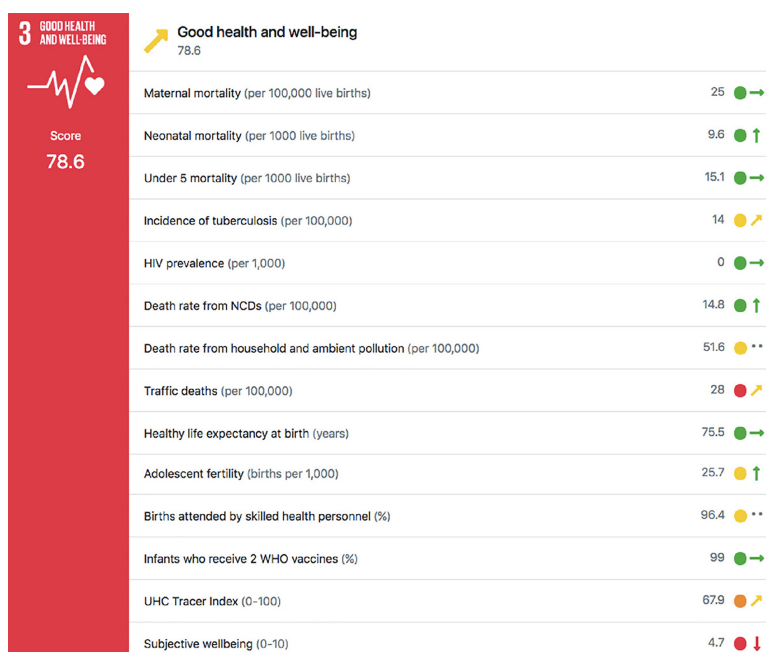 3 GOOD HEALTH
AND WELL-BEING
Score
78.6
Good health and well-being
78.6
Maternal mortality (per 100,000 live births) 25
Neonatal mortality (per 1000 live births) 9.6
Under 5 mortality (per 1000 live births) 15.1
Incidence of tuberculosis (per 100,000) 14
HIV prevalence (per 1,000) 0
Death rate from NCDs (per 100,000) 14.8
Death rate from household and ambient pollution (per 100,000) 51.6
Traffic deaths (per 100,000) 28
Healthy life expectancy at birth (years) 75.5
Adolescent fertility (births per 1,000) 25.7
Births attended by skilled health personnel (%) 96.4
Infants who receive 2 WHO vaccines (%) 99
UHC Tracer Index (0-100) 67.9
Subjective wellbeing (0-10) 4.7